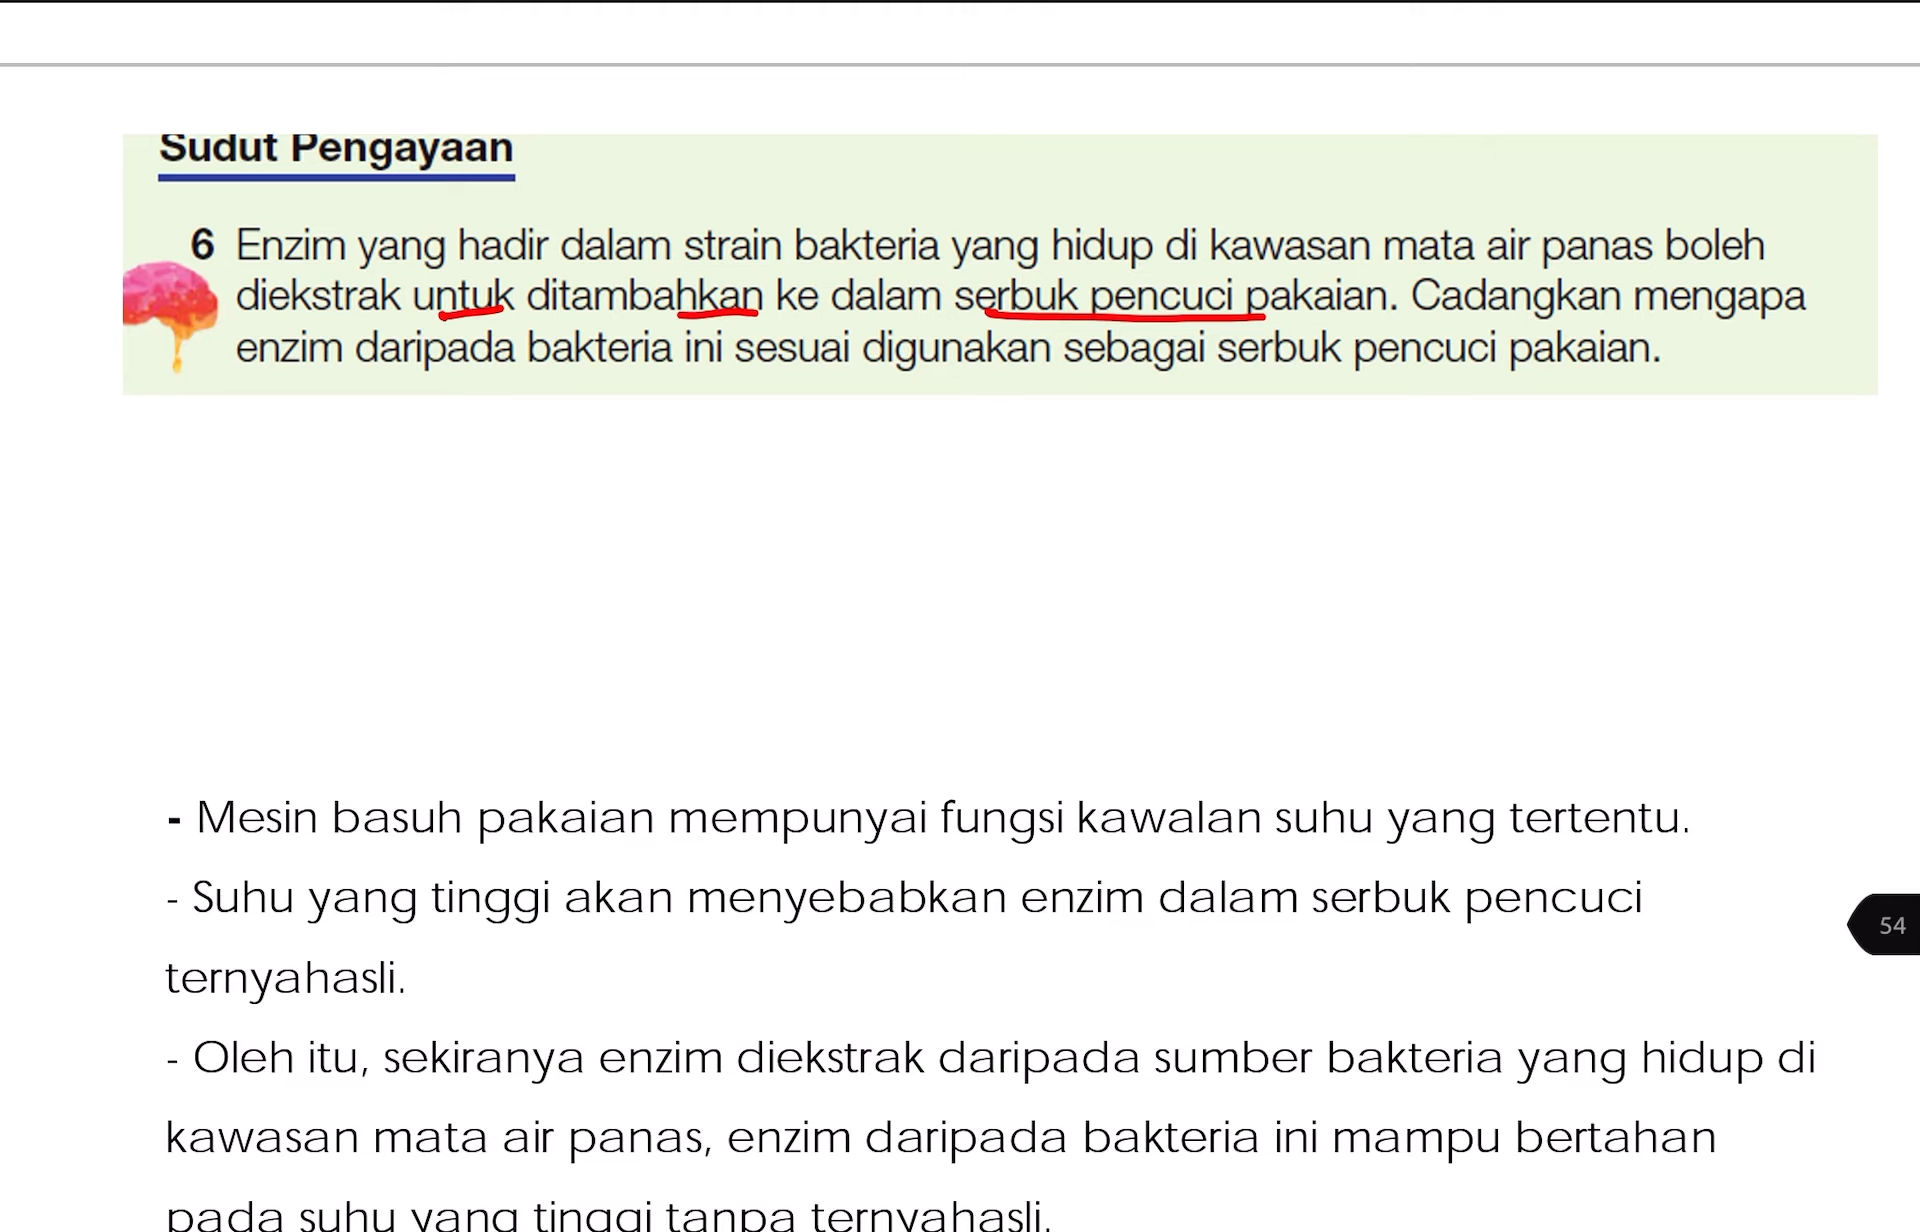 Sudut Pengayaan
6 Enzim yang hadir dalam strain bakteria yang hidup di kawasan mata air panas boleh
diekstrak untuk ditambahkan ke dalam serbuk pencuci pakaian. Cadangkan mengapa
enzim daripada bakteria ini sesuai digunakan sebagai serbuk pencuci pakaian.
- Mesin basuh pakaian mempunyai fungsi kawalan suhu yang tertentu.
- Suhu yang tinggi akan menyebabkan enzim dalam serbuk pencuci
ternyahasli.
54
- Oleh itu, sekiranya enzim diekstrak daripada sumber bakteria yang hidup di
kawasan mata air panas, enzim daripada bakteria ini mampu bertahan
pada suhu yang tinggi tanpa ternyahasli.